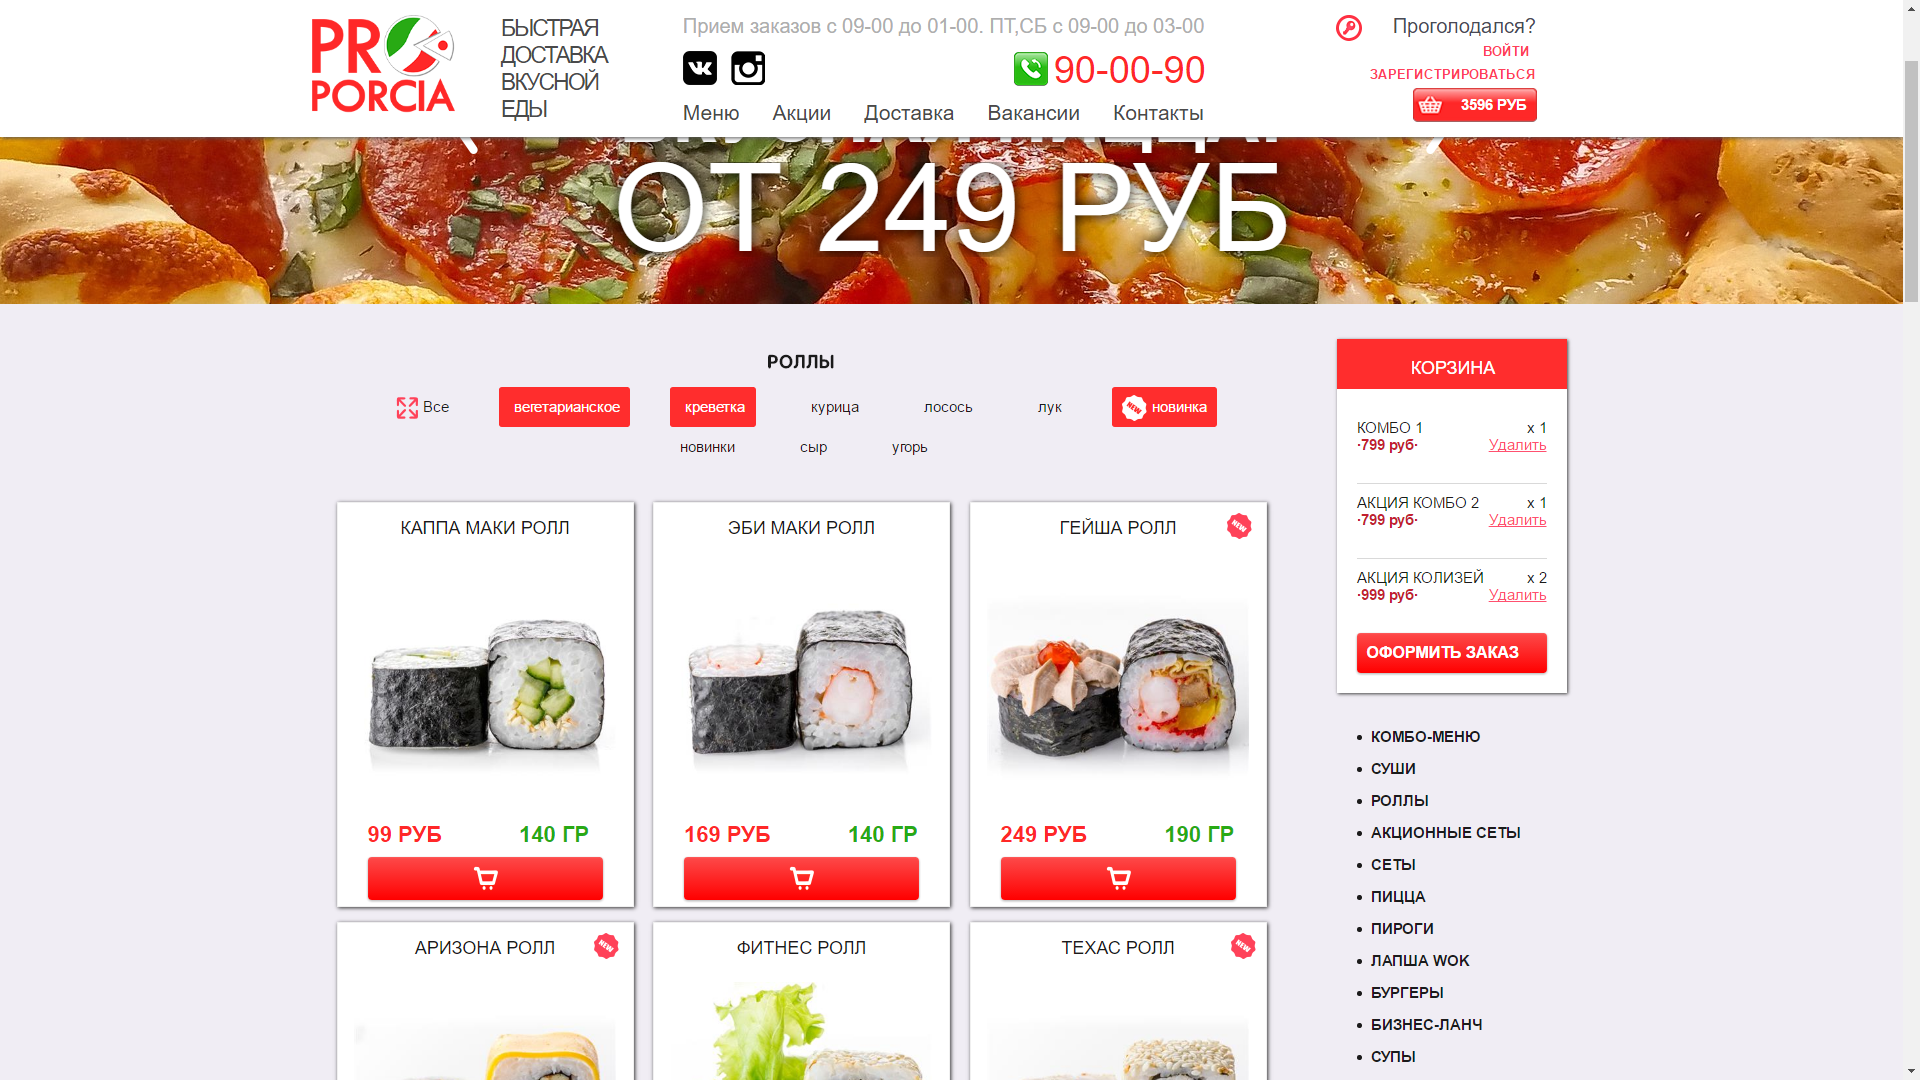 PRO PORCIA
БЫСТРАЯ
ДОСТАВКА
ВКУСНОЙ
ЕДЫ
Прием заказов с 09-00 до 01-00. ПТ,СБ с 09-00 до 03-00
90-00-90
Меню Акции Доставка Вакансии Контакты
Проголодался?
ВОЙТИ
ЗАРЕГИСТРИРОВАТЬСЯ
3596 РУБ
ОТ 249 РУБ
РОЛЛЫ
Все вегетарианское креветка курица лосось лук NEW новинка
новинки сыр угорь
КАППА МАКИ РОЛЛ
99 РУБ 140 ГР
ЭБИ МАКИ РОЛЛ
169 РУБ 140 ГР
ГЕЙША РОЛЛ NEW
249 РУБ 190 ГР
АРИЗОНА РОЛЛ NEW
ФИТНЕС РОЛЛ
ТЕХАС РОЛЛ NEW
КОРЗИНА
КОМБО 1 x 1
·799 руб· Удалить
АКЦИЯ КОМБО 2 x 1
·799 руб· Удалить
АКЦИЯ КОЛИЗЕЙ x 2
·999 руб· Удалить
ОФОРМИТЬ ЗАКАЗ
КОМБО-МЕНЮ
СУШИ
РОЛЛЫ
АКЦИОННЫЕ СЕТЫ
СЕТЫ
ПИЦЦА
ПИРОГИ
ЛАПША WOK
БУРГЕРЫ
БИЗНЕС-ЛАНЧ
СУПЫ